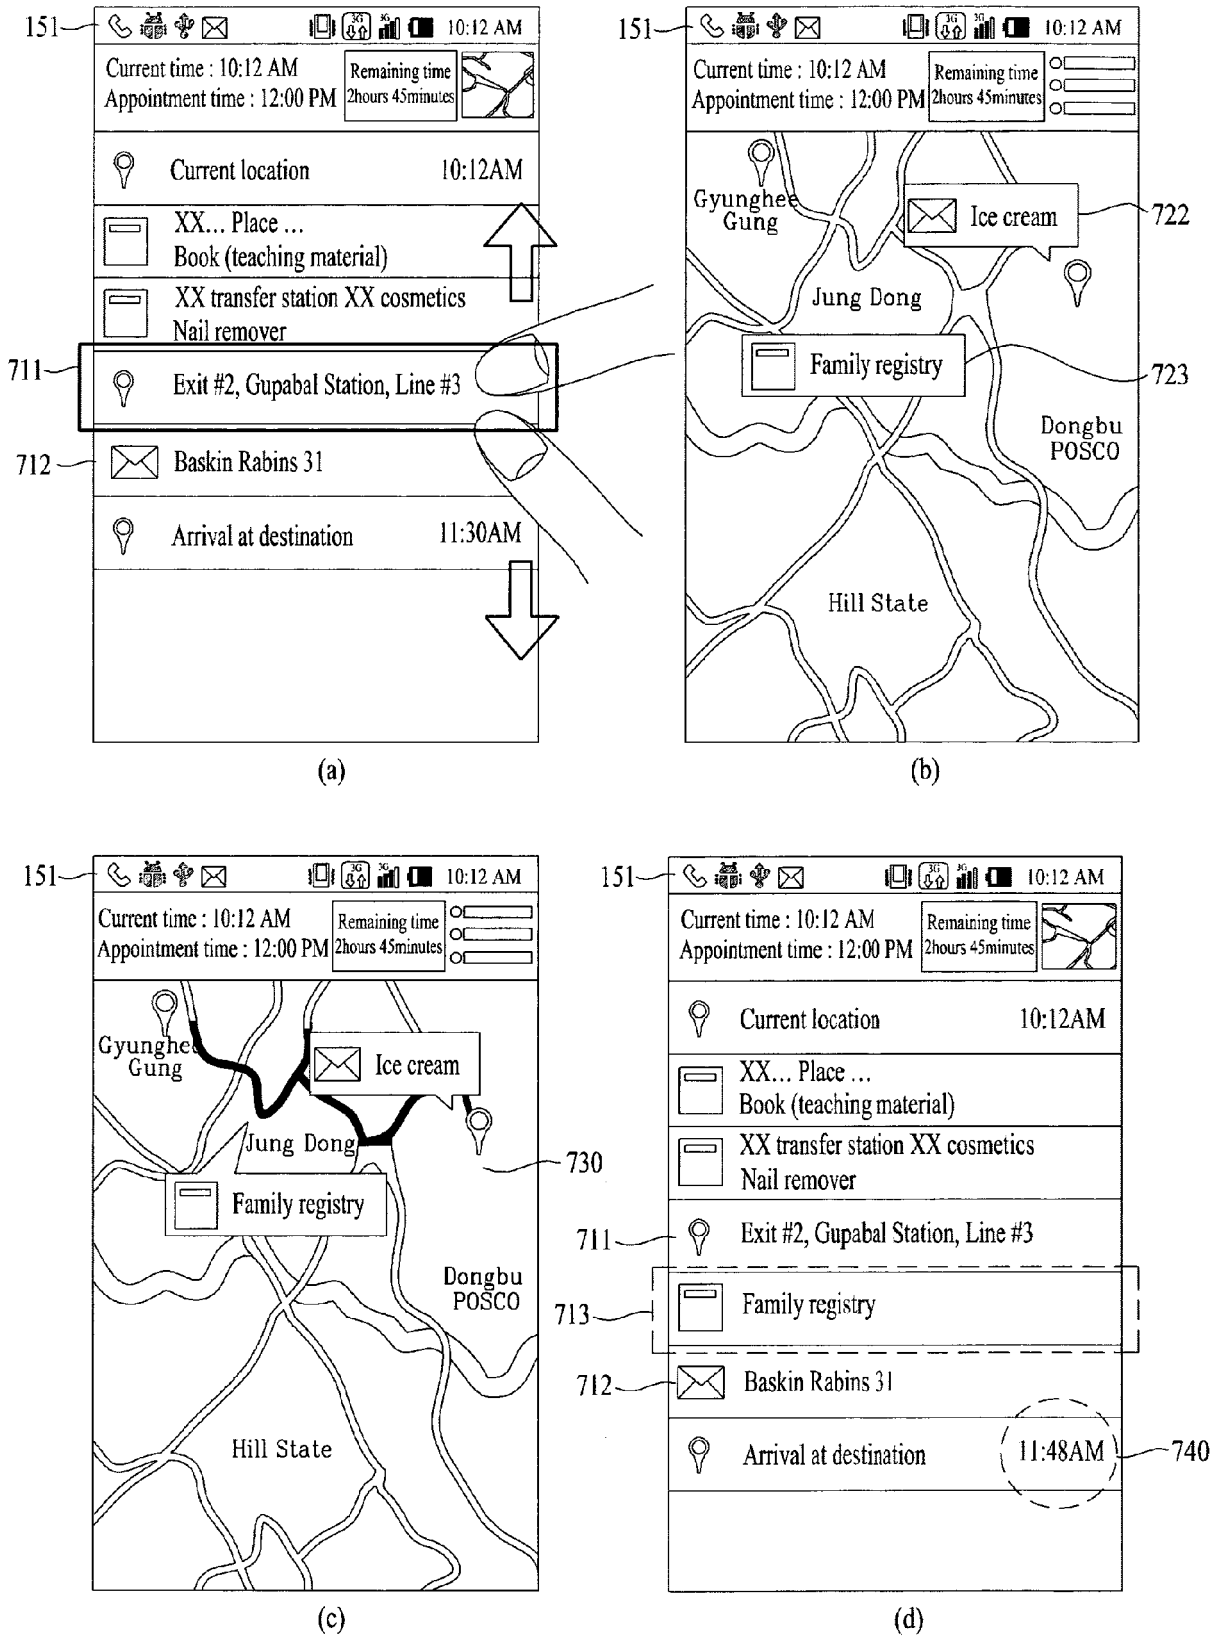 151
3G
3G
10:12 AM
Current time : 10:12 AM
Appointment time : 12:00 PM
Remaining time
2hours 45minutes
Current location
10:12AM
XX... Place ...
Book (teaching material)
XX transfer station XX cosmetics
Nail remover
711
Exit #2, Gupabal Station, Line #3
712
Baskin Rabins 31
Arrival at destination
11:30AM
(a)
151
3G
3G
10:12 AM
Current time : 10:12 AM
Appointment time : 12:00 PM
Remaining time
2hours 45minutes
Gyunghee
Gung
Ice cream
722
Jung Dong
Family registry
723
Dongbu
POSCO
Hill State
(b)
151
3G
3G
10:12 AM
Current time : 10:12 AM
Appointment time : 12:00 PM
Remaining time
2hours 45minutes
Gyunghee
Gung
Ice cream
Jung Dong
730
Family registry
Dongbu
POSCO
Hill State
(c)
151
3G
3G
10:12 AM
Current time : 10:12 AM
Appointment time : 12:00 PM
Remaining time
2hours 45minutes
Current location
10:12AM
XX... Place ...
Book (teaching material)
XX transfer station XX cosmetics
Nail remover
711
Exit #2, Gupabal Station, Line #3
713
Family registry
712
Baskin Rabins 31
Arrival at destination
11:48AM
740
(d)